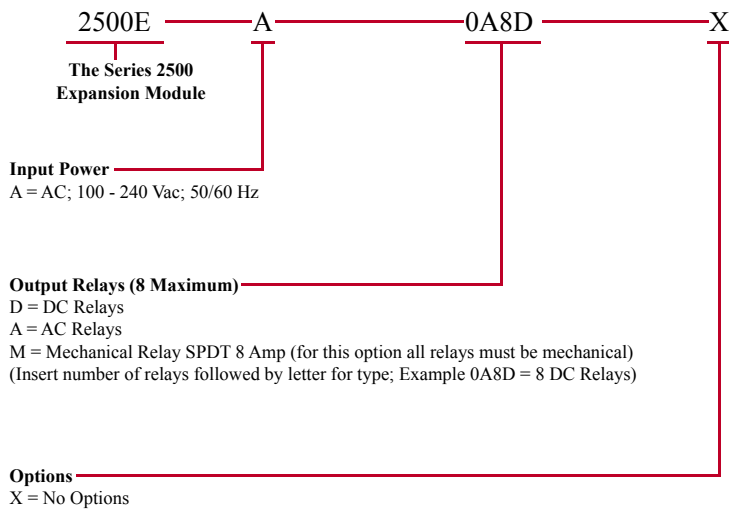 2500E A 0A8D X
The Series 2500
Expansion Module
Input Power
A = AC; 100 - 240 Vac; 50/60 Hz
Output Relays (8 Maximum)
D = DC Relays
A = AC Relays
M = Mechanical Relay SPDT 8 Amp (for this option all relays must be mechanical)
(Insert number of relays followed by letter for type; Example 0A8D = 8 DC Relays)
Options
X = No Options